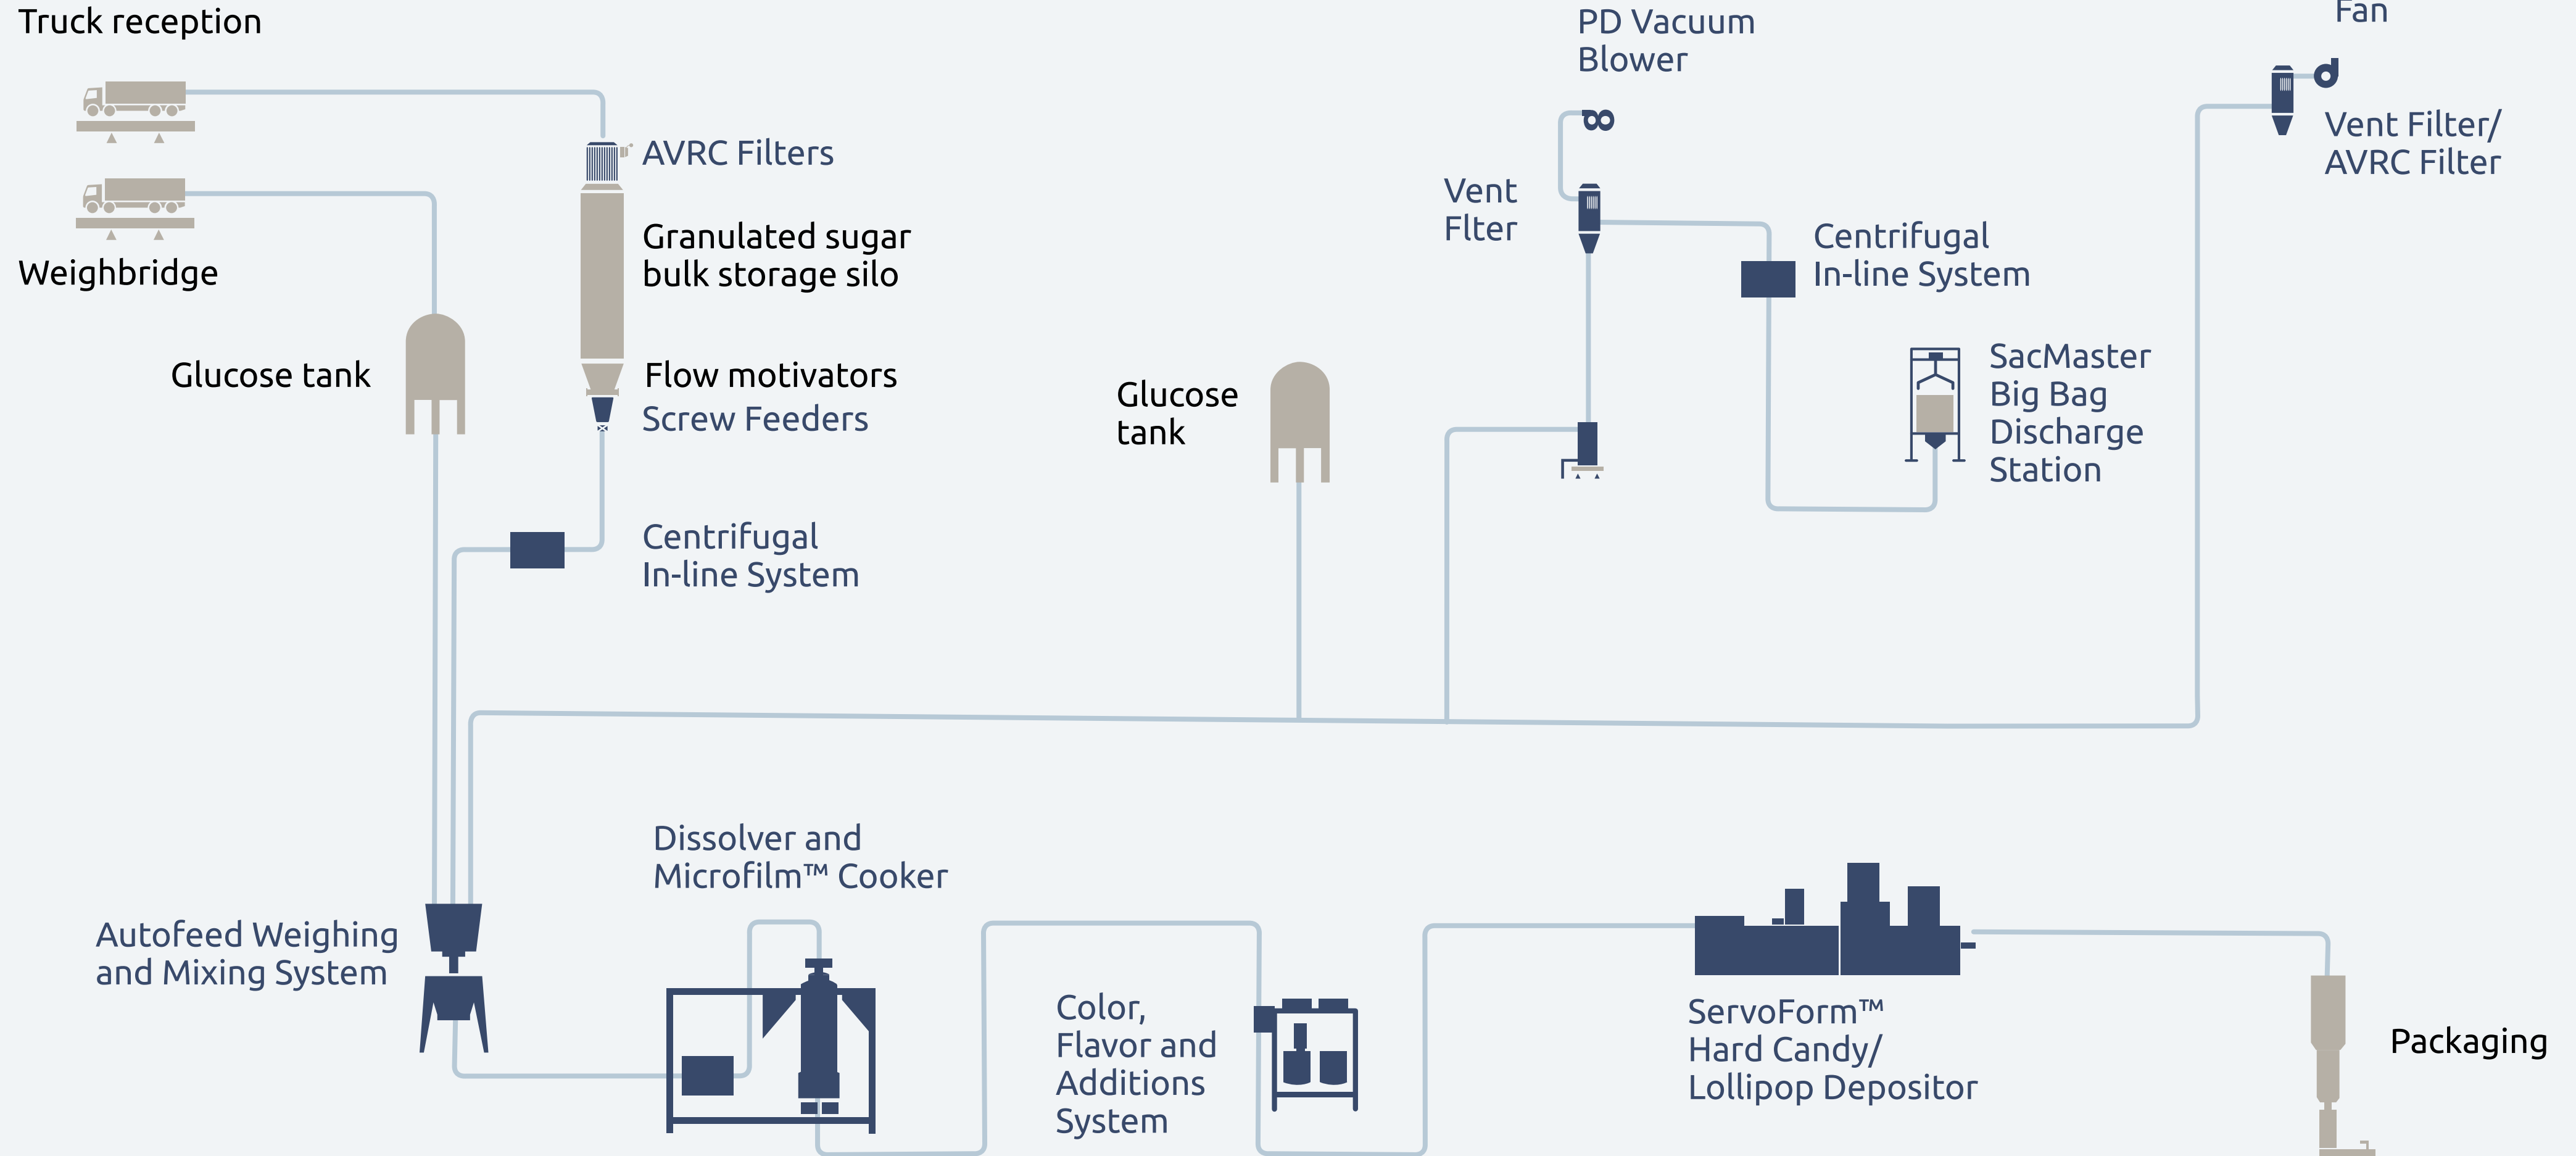 Truck reception
PD Vacuum
Blower
Fan
AVRC Filters
Vent Filter/
AVRC Filter
Vent
Flter
Weighbridge
Granulated sugar
bulk storage silo
Centrifugal
In-line System
Glucose tank
Flow motivators
Screw Feeders
Glucose
tank
SacMaster
Big Bag
Discharge
Station
Centrifugal
In-line System
Dissolver and
Microfilm™ Cooker
Autofeed Weighing
and Mixing System
Color,
Flavor and
Additions
System
ServoForm™
Hard Candy/
Lollipop Depositor
Packaging